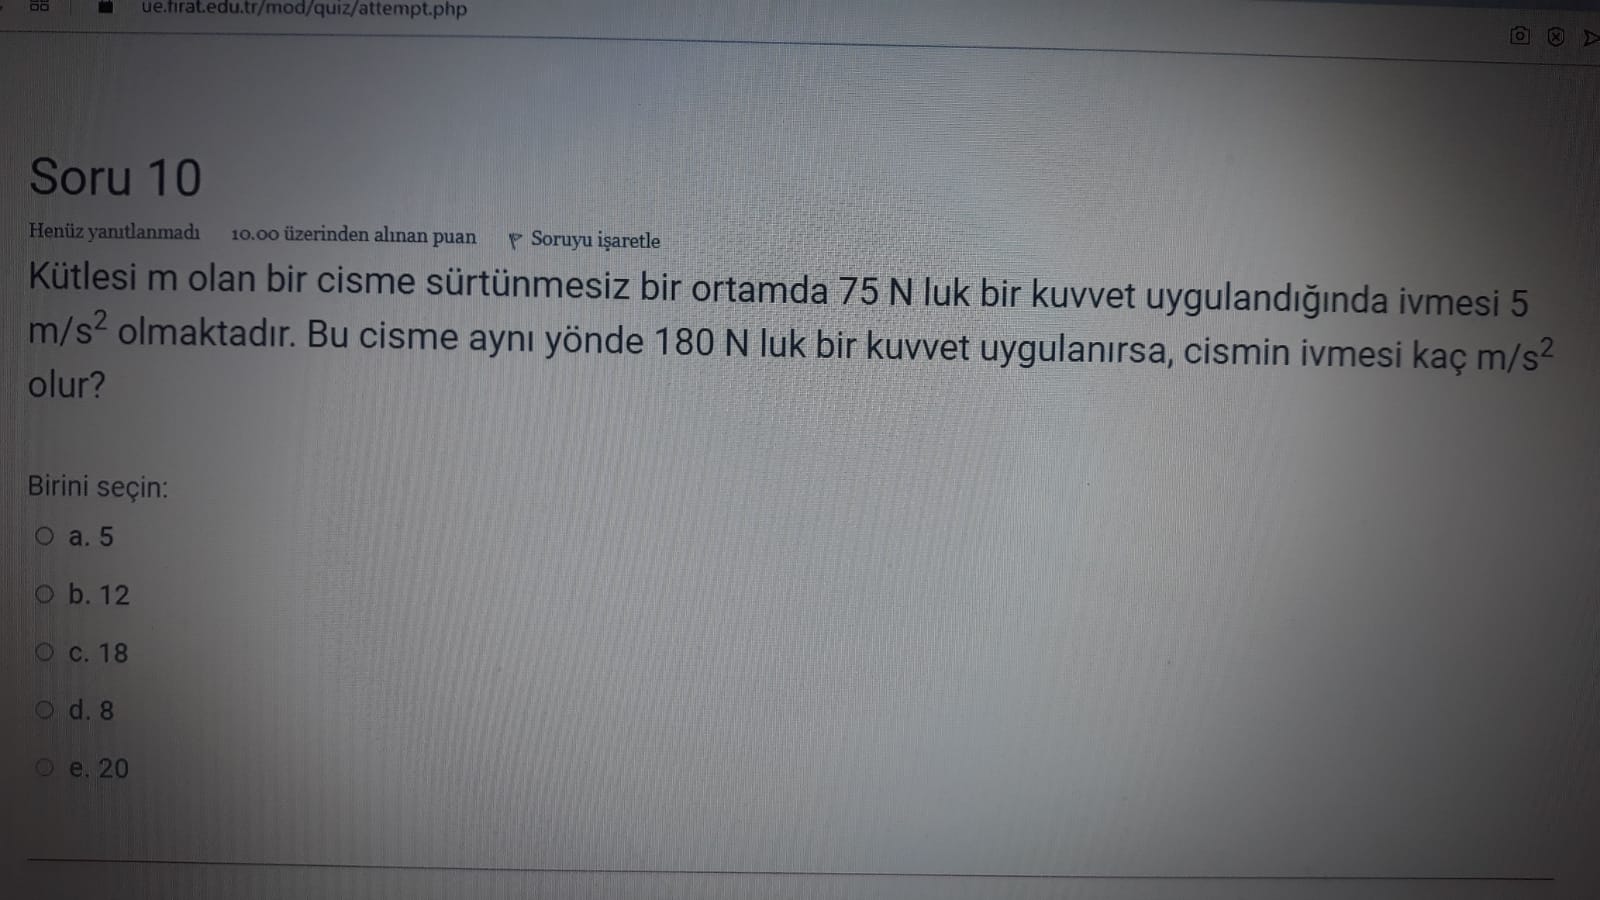 ue.firat.edu.tr/mod/quiz/attempt.php
Soru 10
Henüz yanıtlanmadı 10.00 üzerinden alınan puan Soruyu işaretle
Kütlesi m olan bir cisme sürtünmesiz bir ortamda 75 N luk bir kuvvet uygulandığında ivmesi 5
m/s² olmaktadır. Bu cisme aynı yönde 180 N luk bir kuvvet uygulanırsa, cismin ivmesi kaç m/s²
olur?
Birini seçin:
a. 5
b. 12
c. 18
d. 8
e. 20